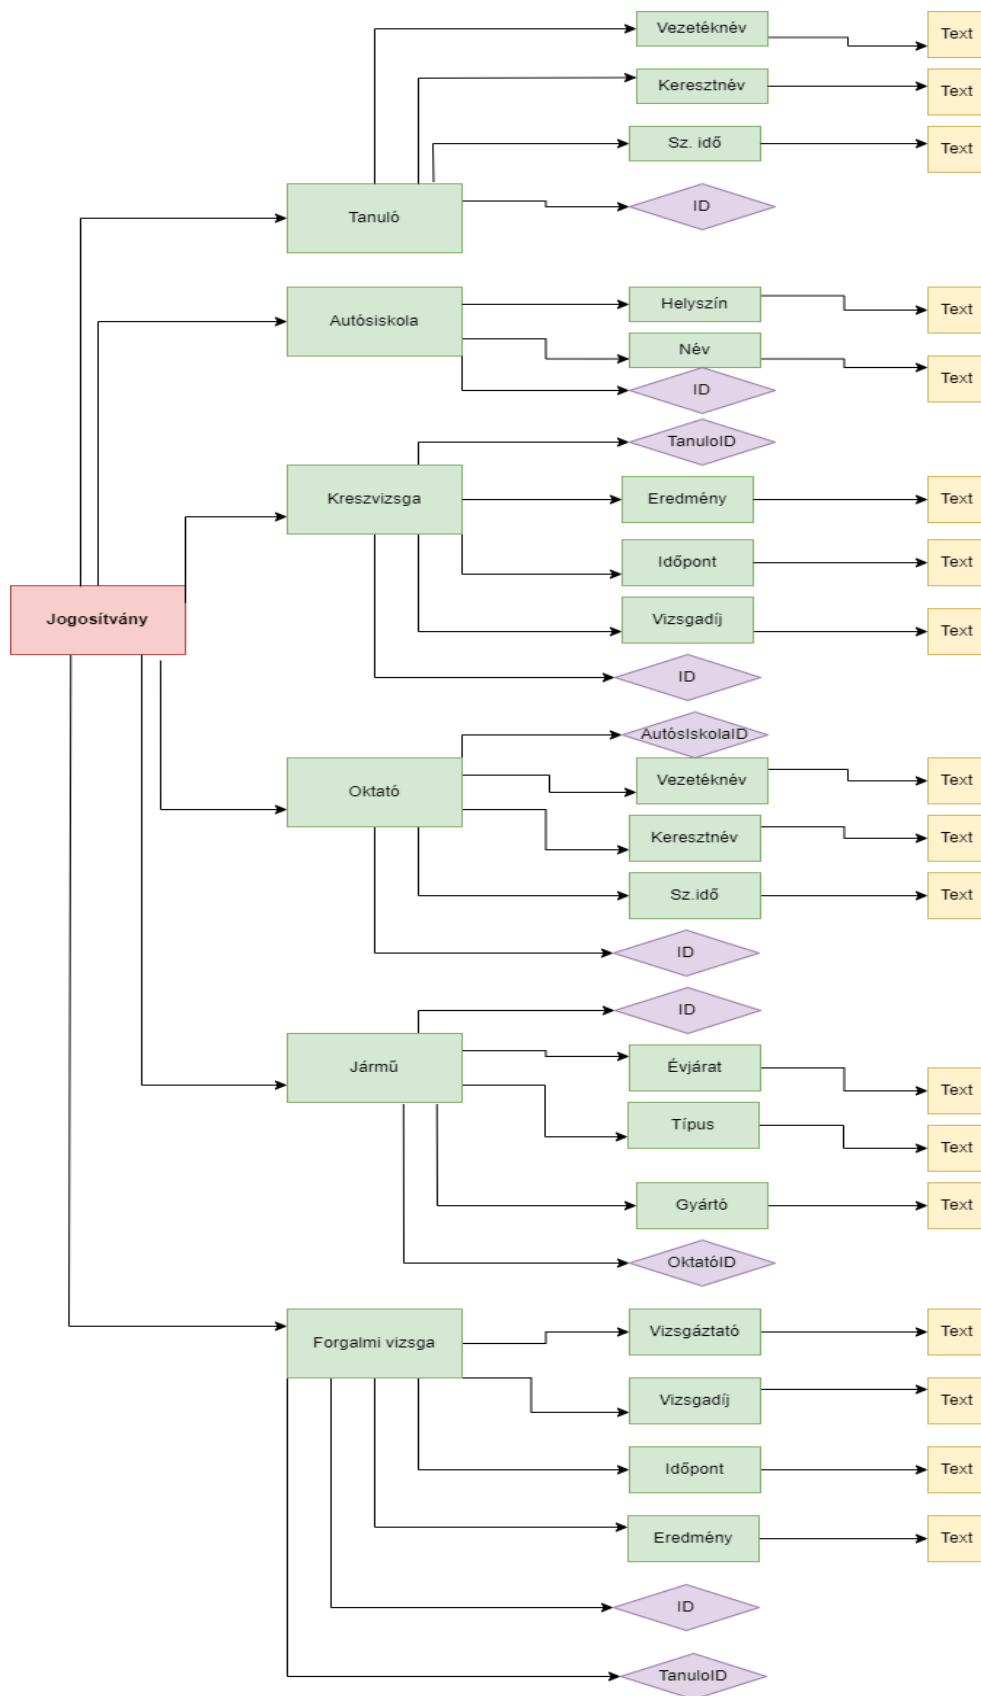 Vezetéknév
Text
Keresztnév
Text
Sz. idő
Text
Tanuló
ID
Autósiskola
Helyszín
Text
Név
Text
ID
TanuloID
Kreszvizsga
Eredmény
Text
Időpont
Text
Jogosítvány
Vizsgadíj
Text
ID
AutósIskolaID
Oktató
Vezetéknév
Text
Keresztnév
Text
Sz.idő
Text
ID
ID
Jármű
Évjárat
Text
Típus
Text
Gyártó
Text
OktatóID
Forgalmi vizsga
Vizsgáztató
Text
Vizsgadíj
Text
Időpont
Text
Eredmény
Text
ID
TanuloID